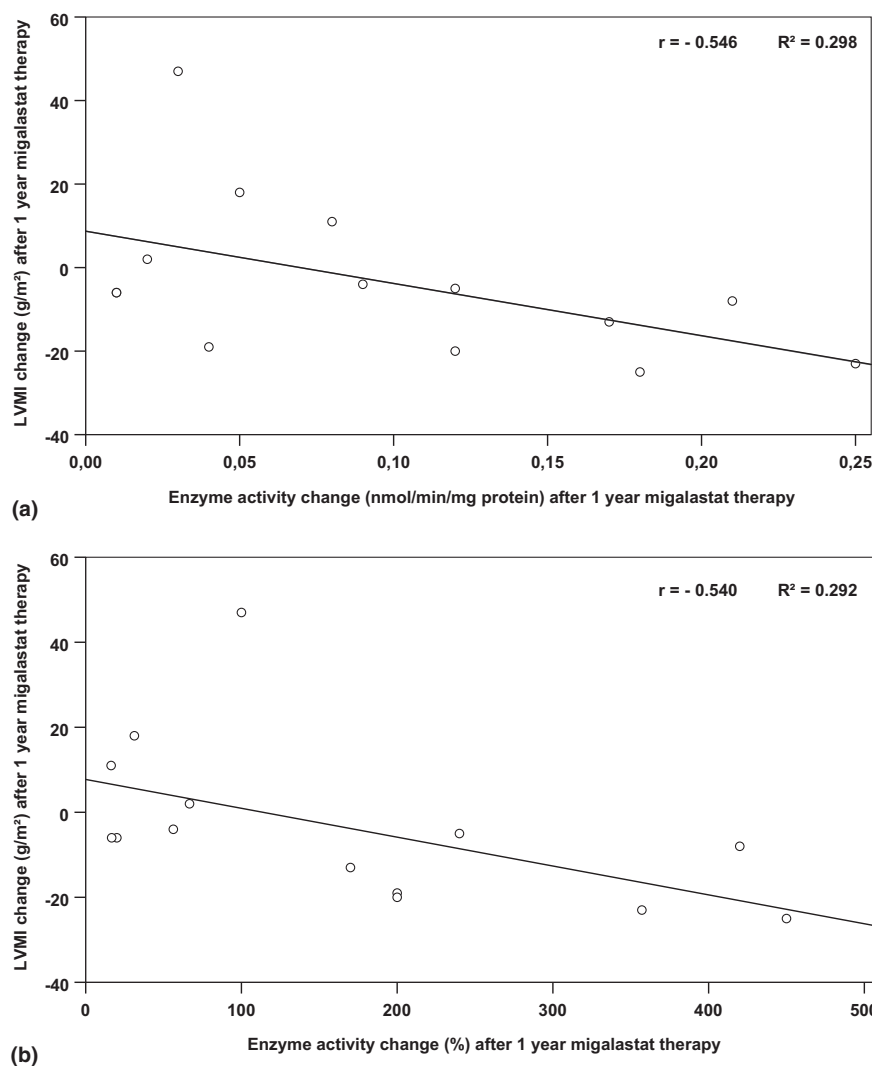 60
r = - 0.546 R² = 0.298
40
20
0
-20
-40
LVMI change (g/m²) after 1 year migalastat therapy
0,00 0,05 0,10 0,15 0,20 0,25
Enzyme activity change (nmol/min/mg protein) after 1 year migalastat therapy
(a)
60
r = - 0.540 R² = 0.292
40
20
0
-20
-40
LVMI change (g/m²) after 1 year migalastat therapy
0 100 200 300 400 500
Enzyme activity change (%) after 1 year migalastat therapy
(b)